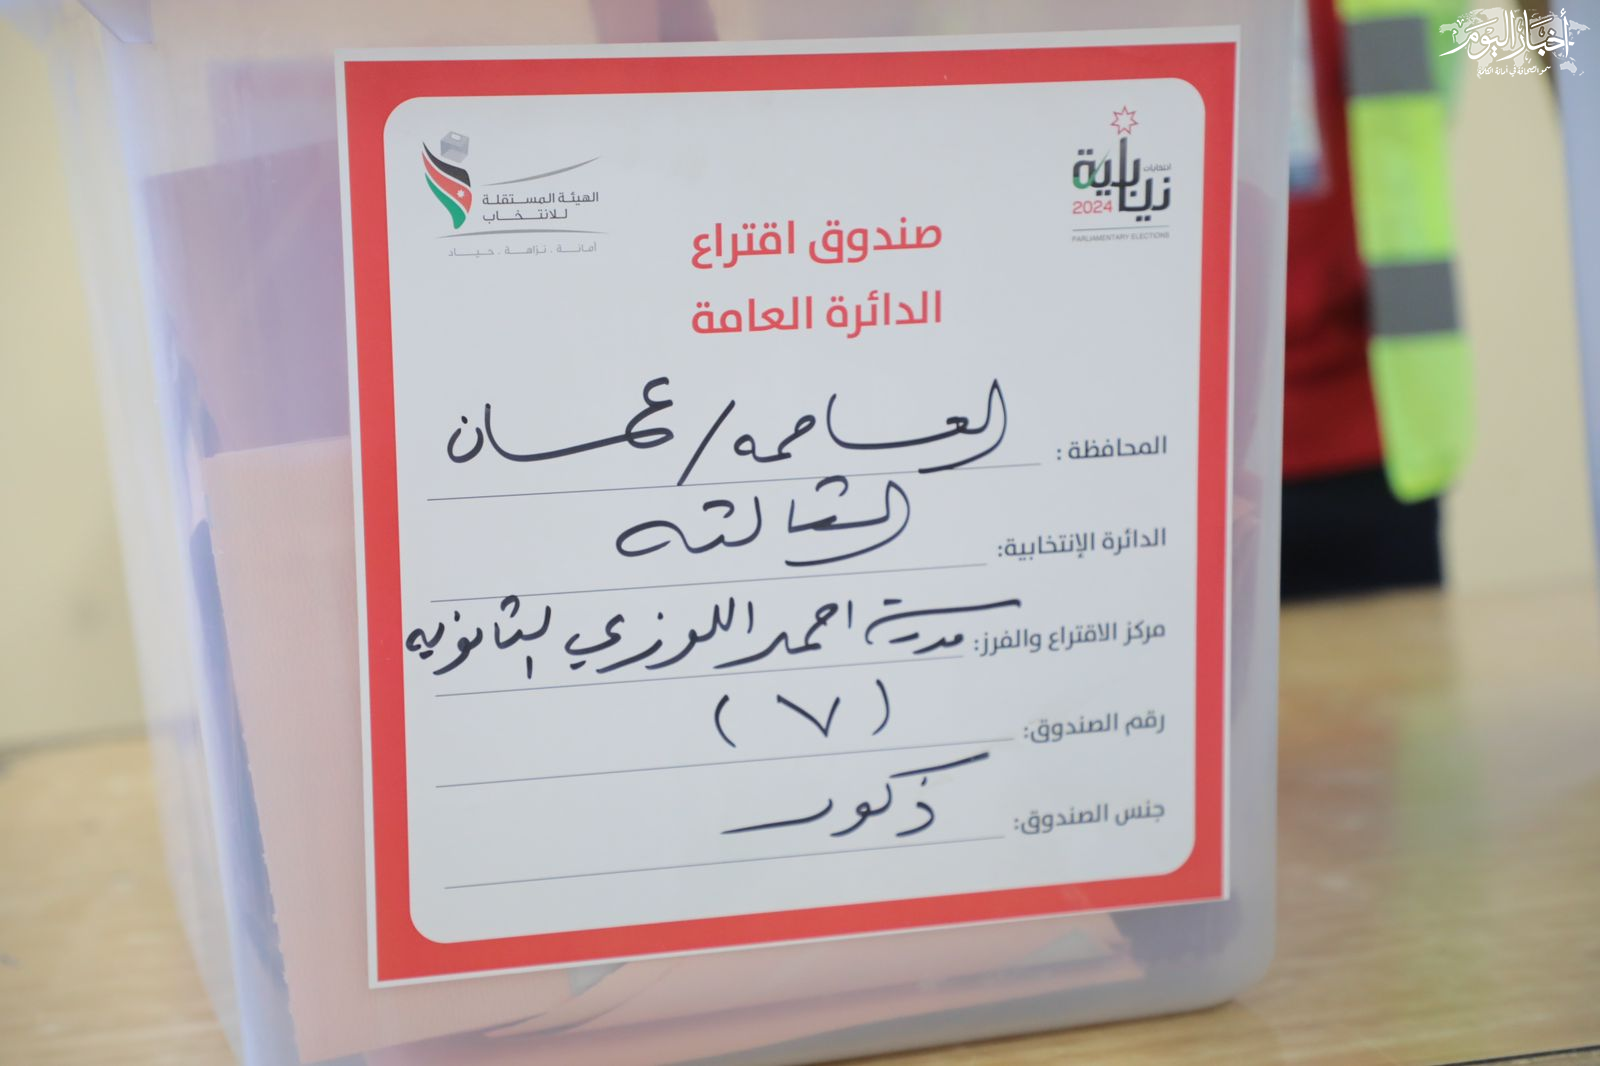 أخبار اليوم
انتخابات
نيابية
2024
PARLIAMENTARY ELECTIONS
الهيئة المستقلة
للانتخاب
أمانة . نزاهة . حياد
صندوق اقتراع
الدائرة العامة
المحافظة : العاصمه / عمان
الدائرة الإنتخابية: الثالثه
مركز الاقتراع والفرز: مدرسة احمد اللوزي الثانويه
رقم الصندوق: (٧)
جنس الصندوق: ذكور